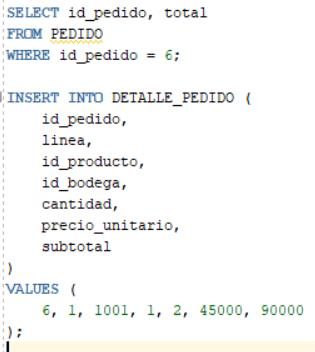 SELECT id_pedido, total
FROM PEDIDO
WHERE id_pedido = 6;
INSERT INTO DETALLE_PEDIDO (
id_pedido,
linea,
id_producto,
id_bodega,
cantidad,
precio_unitario,
subtotal
)
VALUES (
6, 1, 1001, 1, 2, 45000, 90000
);